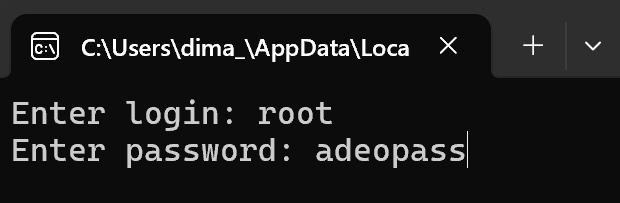 C:\Users\dima_\AppData\Loca
Enter login: root
Enter password: adeopass